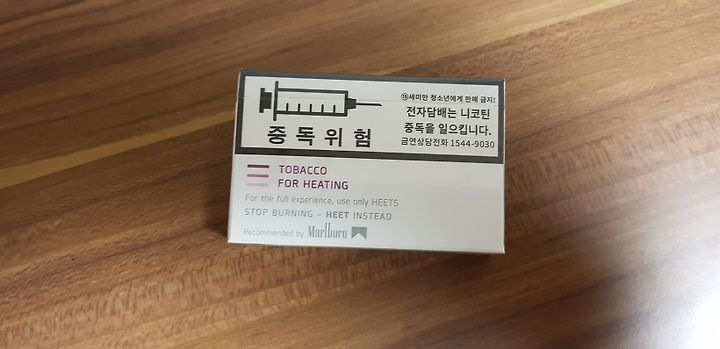 ⑲세미만 청소년에게 판매 금지!
전자담배는 니코틴
중독을 일으킵니다.
금연상담전화 1544-9030
중독위험
TOBACCO
FOR HEATING
For the full experience, use only HEETS
STOP BURNING – HEET INSTEAD
Recommended by Marlboro